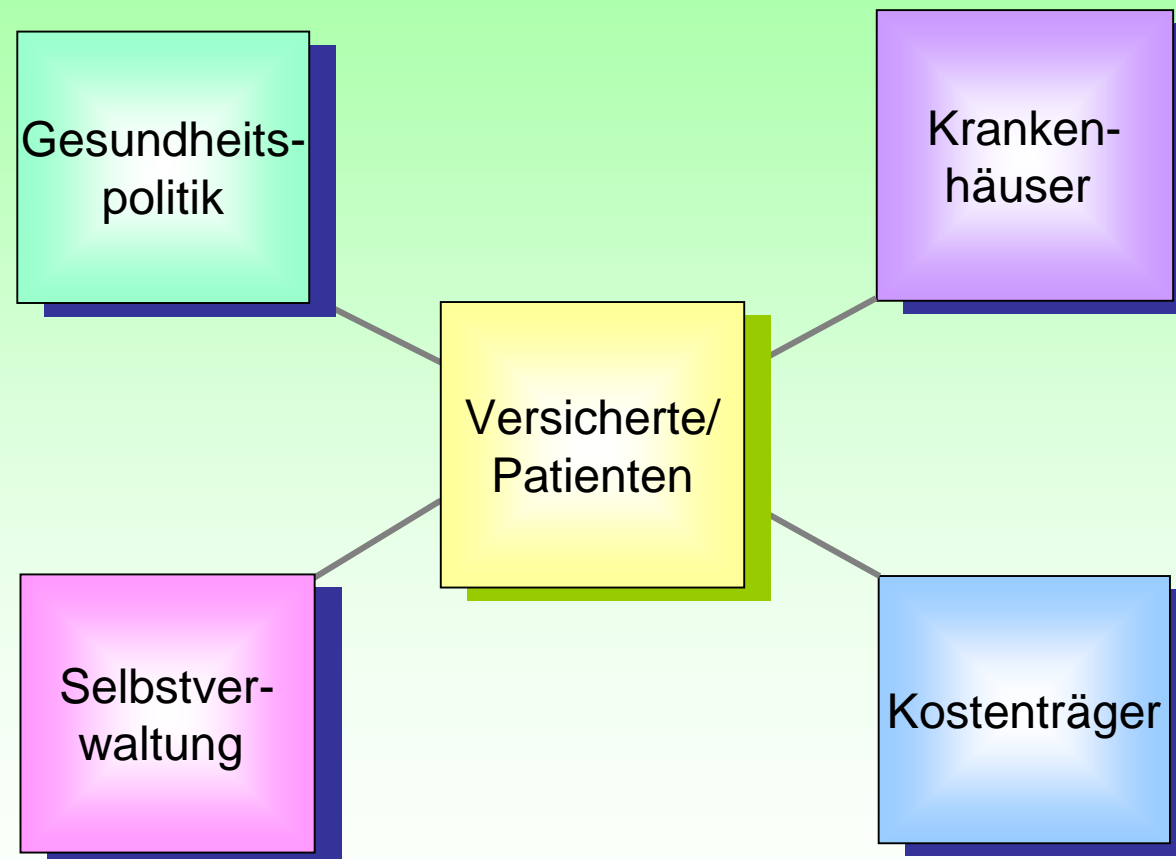 Gesundheits-
politik
Kranken-
häuser
Versicherte/
Patienten
Selbstver-
waltung
Kostenträger